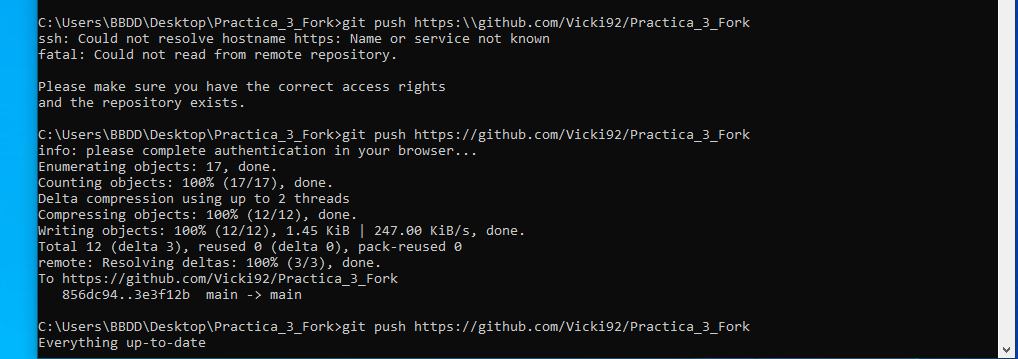 C:\Users\BBDD\Desktop\Practica_3_Fork>git push https:\\github.com/Vicki92/Practica_3_Fork
ssh: Could not resolve hostname https: Name or service not known
fatal: Could not read from remote repository.
Please make sure you have the correct access rights
and the repository exists.
C:\Users\BBDD\Desktop\Practica_3_Fork>git push https://github.com/Vicki92/Practica_3_Fork
info: please complete authentication in your browser...
Enumerating objects: 17, done.
Counting objects: 100% (17/17), done.
Delta compression using up to 2 threads
Compressing objects: 100% (12/12), done.
Writing objects: 100% (12/12), 1.45 KiB | 247.00 KiB/s, done.
Total 12 (delta 3), reused 0 (delta 0), pack-reused 0
remote: Resolving deltas: 100% (3/3), done.
To https://github.com/Vicki92/Practica_3_Fork
   856dc94..3e3f12b  main -> main
C:\Users\BBDD\Desktop\Practica_3_Fork>git push https://github.com/Vicki92/Practica_3_Fork
Everything up-to-date